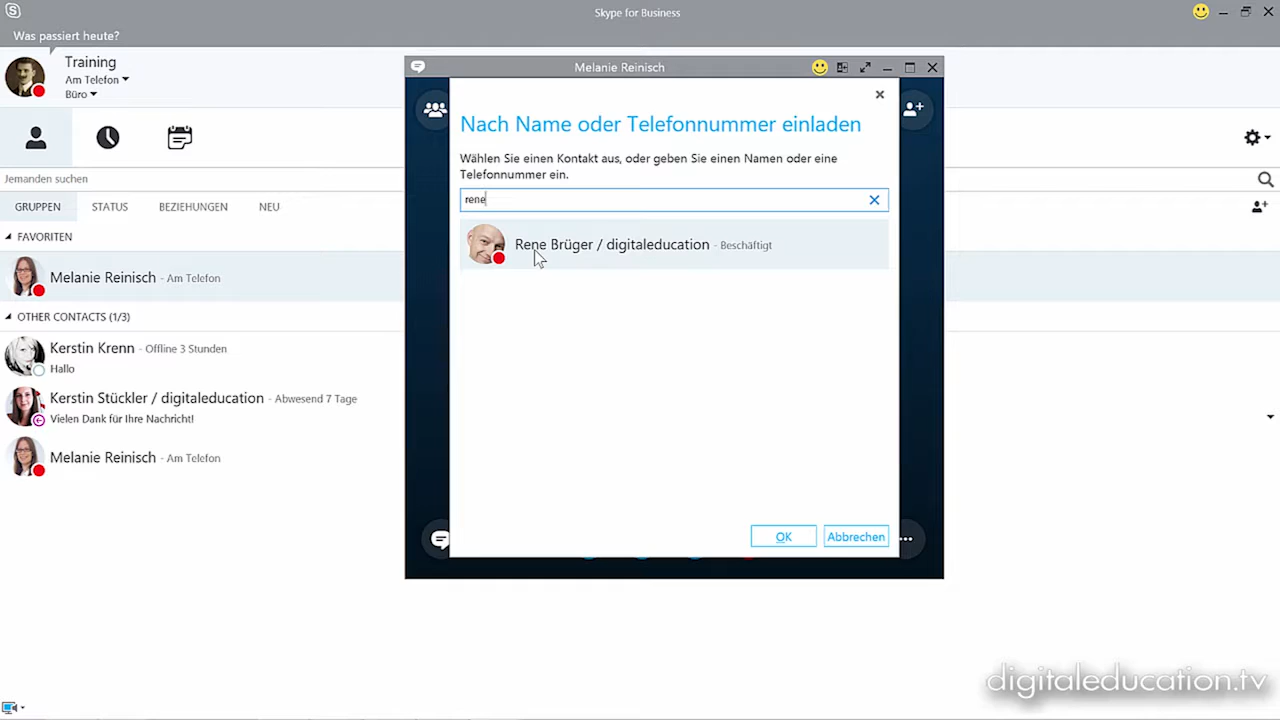 Skype for Business
Was passiert heute?
Training
Am Telefon
Büro
Jemanden suchen
GRUPPEN STATUS BEZIEHUNGEN NEU
FAVORITEN
Melanie Reinisch - Am Telefon
OTHER CONTACTS (1/3)
Kerstin Krenn - Offline 3 Stunden
Hallo
Kerstin Stückler / digitaleducation - Abwesend 7 Tage
Vielen Dank für Ihre Nachricht!
Melanie Reinisch - Am Telefon
Melanie Reinisch
Nach Name oder Telefonnummer einladen
Wählen Sie einen Kontakt aus, oder geben Sie einen Namen oder eine
Telefonnummer ein.
rene
Rene Brüger / digitaleducation - Beschäftigt
OK Abbrechen
digitaleducation.tv